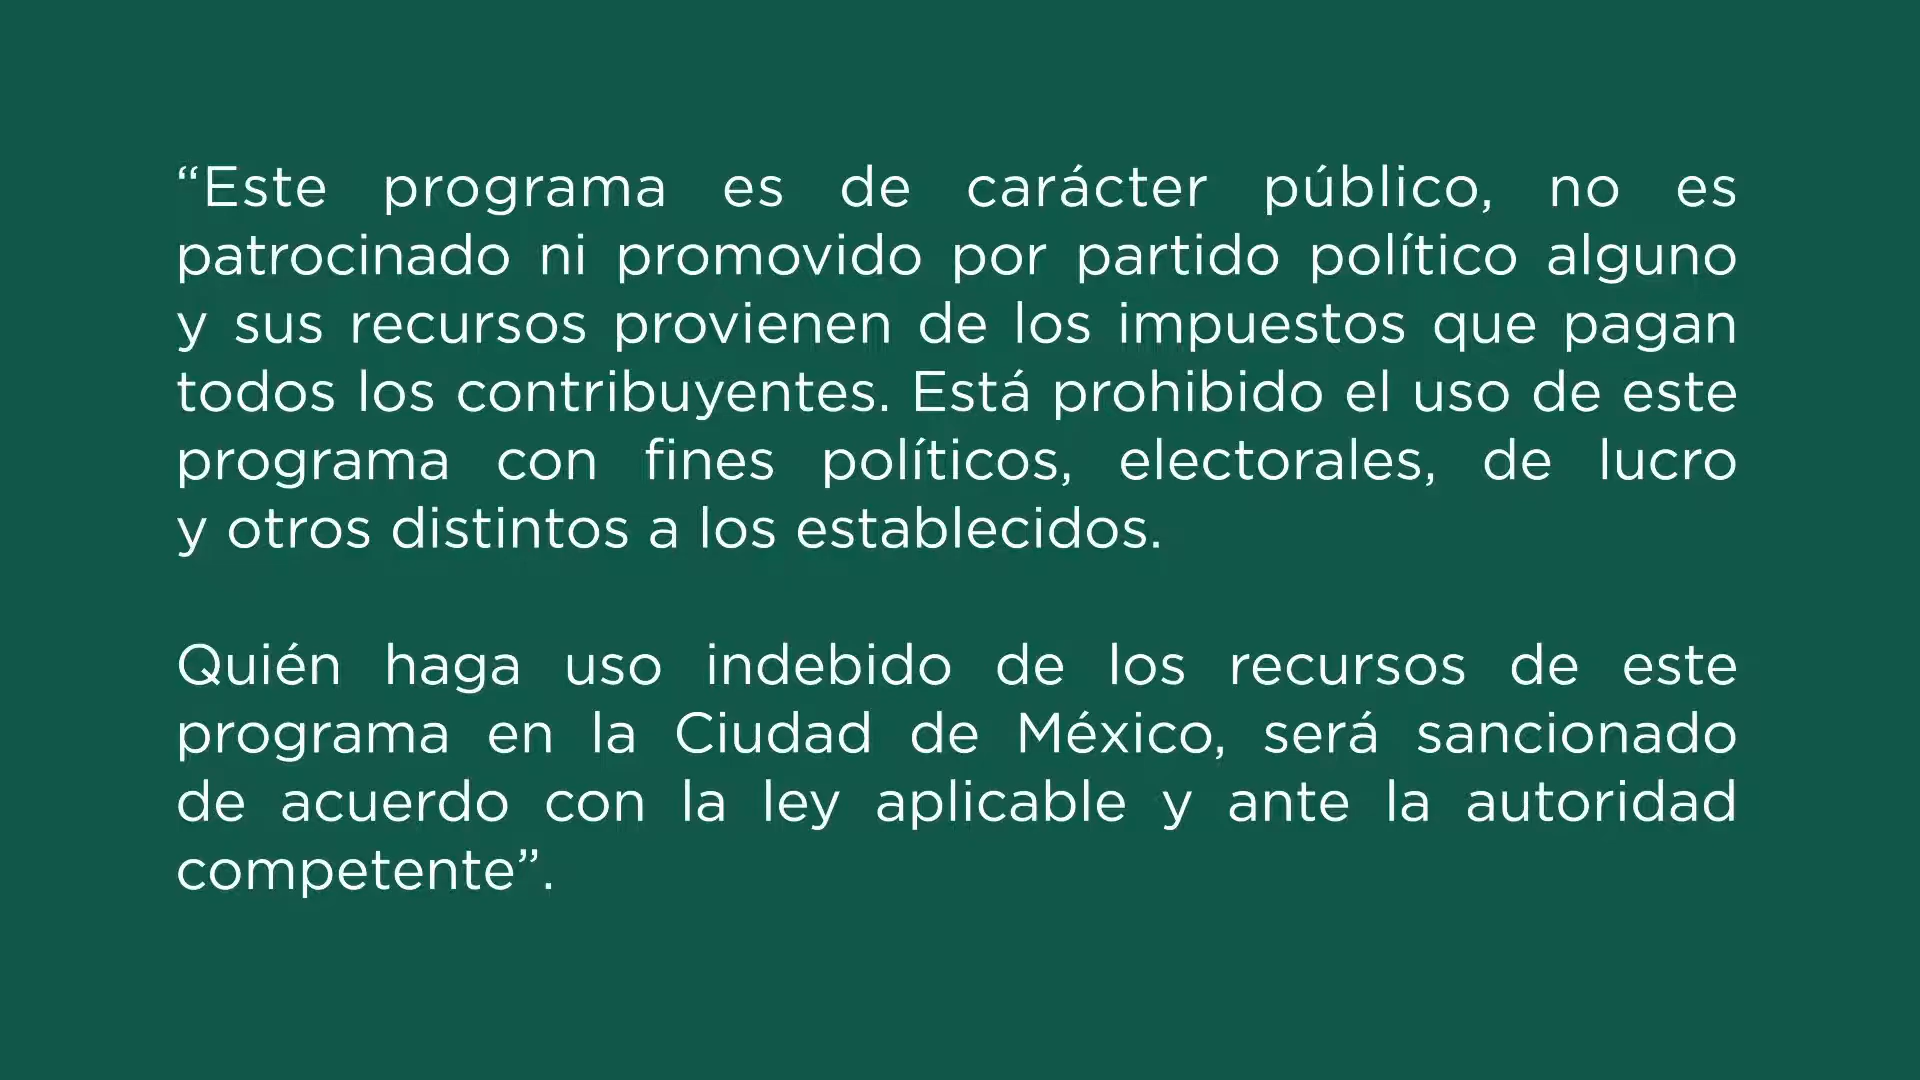 “Este programa es de carácter público, no es
patrocinado ni promovido por partido político alguno
y sus recursos provienen de los impuestos que pagan
todos los contribuyentes. Está prohibido el uso de este
programa con fines políticos, electorales, de lucro
y otros distintos a los establecidos.
Quién haga uso indebido de los recursos de este
programa en la Ciudad de México, será sancionado
de acuerdo con la ley aplicable y ante la autoridad
competente”.